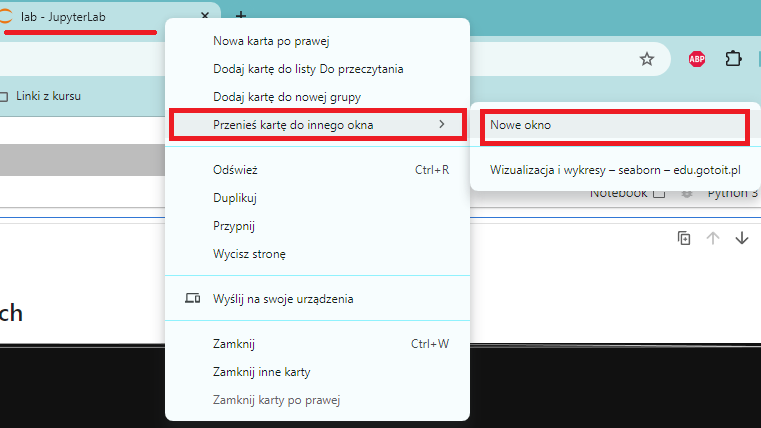 lab - JupyterLab
Nowa karta po prawej
Dodaj kartę do listy Do przeczytania
ABP
Linki z kursu
Dodaj kartę do nowej grupy
Przenieś kartę do innego okna
Nowe okno
Odśwież Ctrl+R
Wizualizacja i wykresy – seaborn – edu.gotoit.pl
Duplikuj
Notebook
Python 3
Przypnij
Wycisz stronę
Wyślij na swoje urządzenia
ch
Zamknij Ctrl+W
Zamknij inne karty
Zamknij karty po prawej